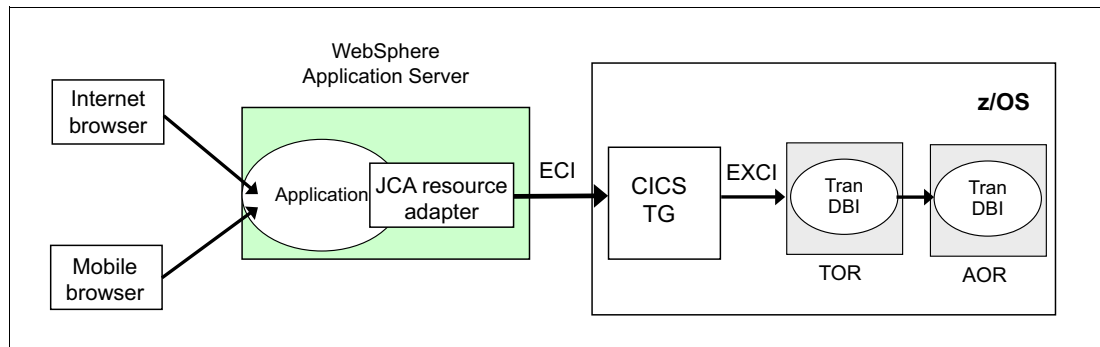 WebSphere
Application Server
Internet
browser
Mobile
browser
Application
JCA resource
adapter
ECI
z/OS
CICS
TG
EXCI
Tran
DBI
TOR
Tran
DBI
AOR